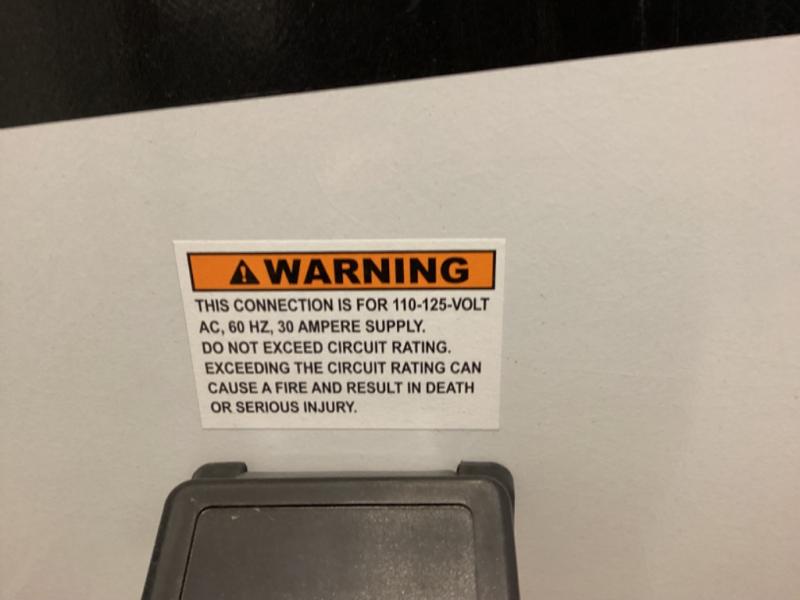 WARNING
THIS CONNECTION IS FOR 110-125-VOLT
AC, 60 HZ, 30 AMPERE SUPPLY.
DO NOT EXCEED CIRCUIT RATING.
EXCEEDING THE CIRCUIT RATING CAN
CAUSE A FIRE AND RESULT IN DEATH
OR SERIOUS INJURY.